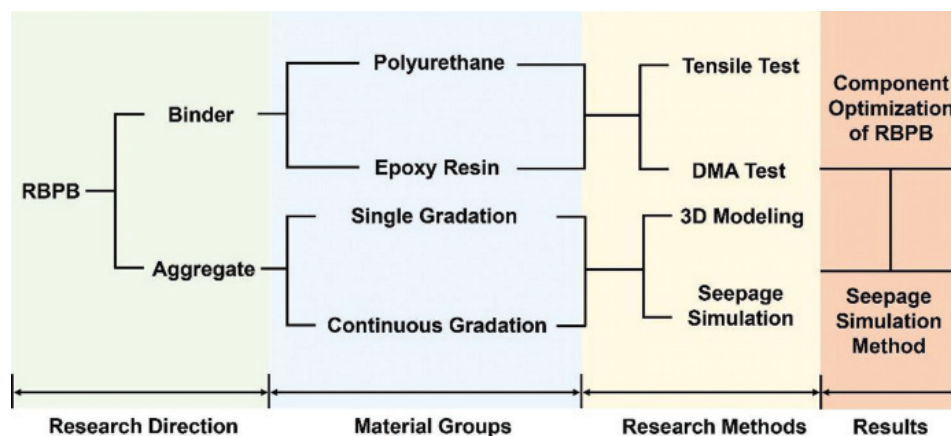 RBPB
Binder
Aggregate
Polyurethane
Epoxy Resin
Single Gradation
Continuous Gradation
Tensile Test
DMA Test
3D Modeling
Seepage
Simulation
Component
Optimization
of RBPB
Seepage
Simulation
Method
Research Direction
Material Groups
Research Methods
Results